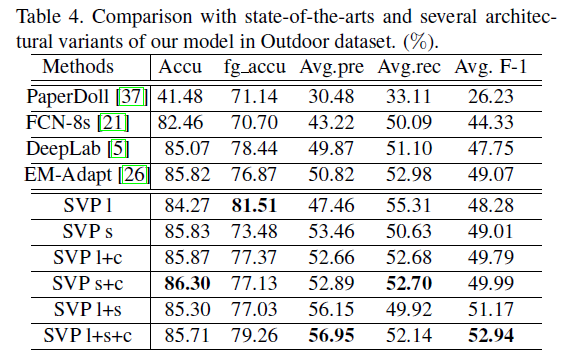 Table 4. Comparison with state-of-the-arts and several architec-
tural variants of our model in Outdoor dataset. (%).
Methods Accu fg_accu Avg.pre Avg.rec Avg. F-1
PaperDoll [37] 41.48 71.14 30.48 33.11 26.23
FCN-8s [21] 82.46 70.70 43.22 50.09 44.33
DeepLab [5] 85.07 78.44 49.87 51.10 47.75
EM-Adapt [26] 85.82 76.87 50.82 52.98 49.07
SVP l 84.27 81.51 47.46 55.31 48.28
SVP s 85.83 73.48 53.46 50.63 49.01
SVP l+c 85.87 77.37 52.66 52.68 49.79
SVP s+c 86.30 77.13 52.89 52.70 49.99
SVP l+s 85.30 77.03 56.15 49.92 51.17
SVP l+s+c 85.71 79.26 56.95 52.14 52.94